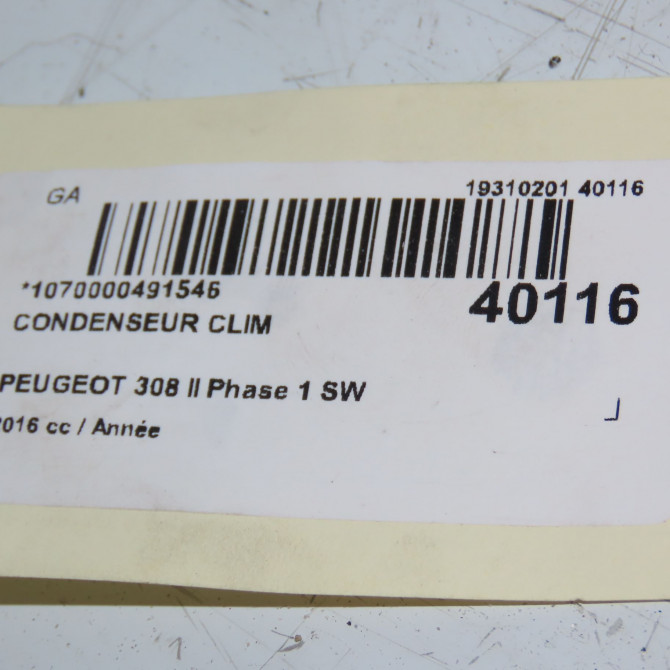 GA
19310201 40116
*1070000491546
40116
CONDENSEUR CLIM
PEUGEOT 308 II Phase 1 SW
2016 cc / Année